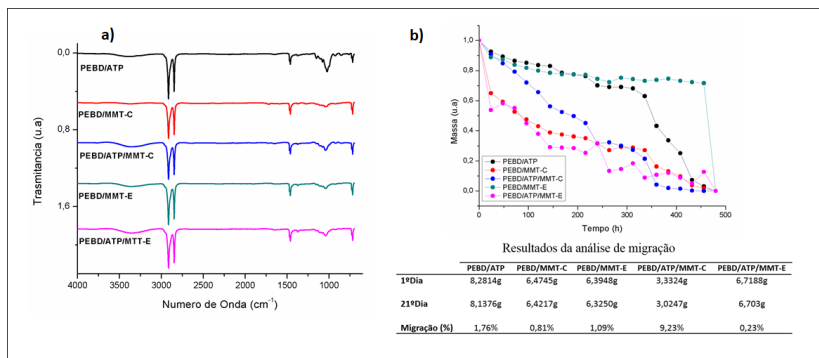 a)
Trasmitancia (u.a)
0,0
0,8
1,6
PEBD/ATP
PEBD/MMT-C
PEBD/ATP/MMT-C
PEBD/MMT-E
PEBD/ATP/MTT-E
4000 3500 3000 2500 2000 1500 1000
Numero de Onda (cm⁻¹)
b)
Massa (u.a)
1,0
0,8
0,6
0,4
0,2
0,0
PEBD/ATP
PEBD/MMT-C
PEBD/ATP/MMT-C
PEBD/MMT-E
PEBD/ATP/MMT-E
0 100 200 300 400 500
Tempo (h)
Resultados da análise de migração
PEBD/ATP PEBD/MMT-C PEBD/MMT-E PEBD/ATP/MMT-C PEBD/ATP/MMT-E
1ºDia 8,2814g 6,4745g 6,3948g 3,3324g 6,7188g
21ºDia 8,1376g 6,4217g 6,3250g 3,0247g 6,703g
Migração (%) 1,76% 0,81% 1,09% 9,23% 0,23%